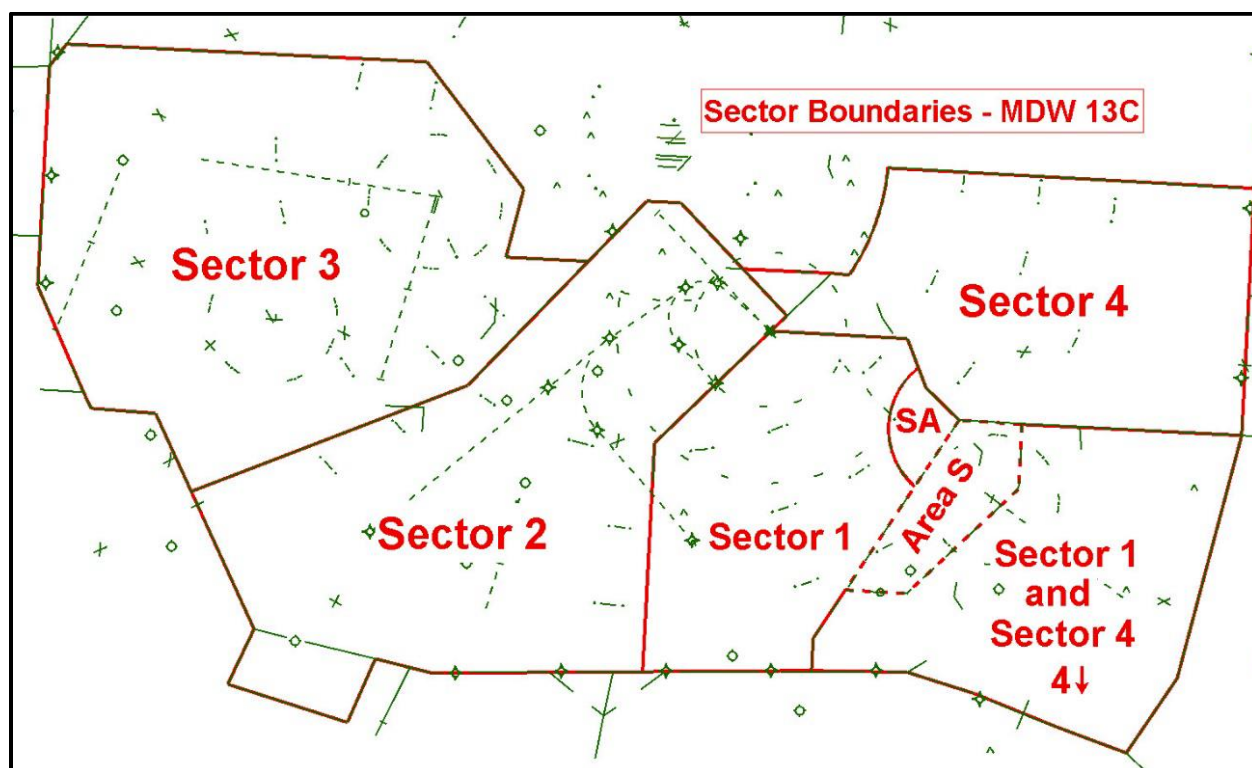 Sector Boundaries - MDW 13C
Sector 3
Sector 4
SA
Area S
Sector 2
Sector 1
Sector 1
and
Sector 4
4↓